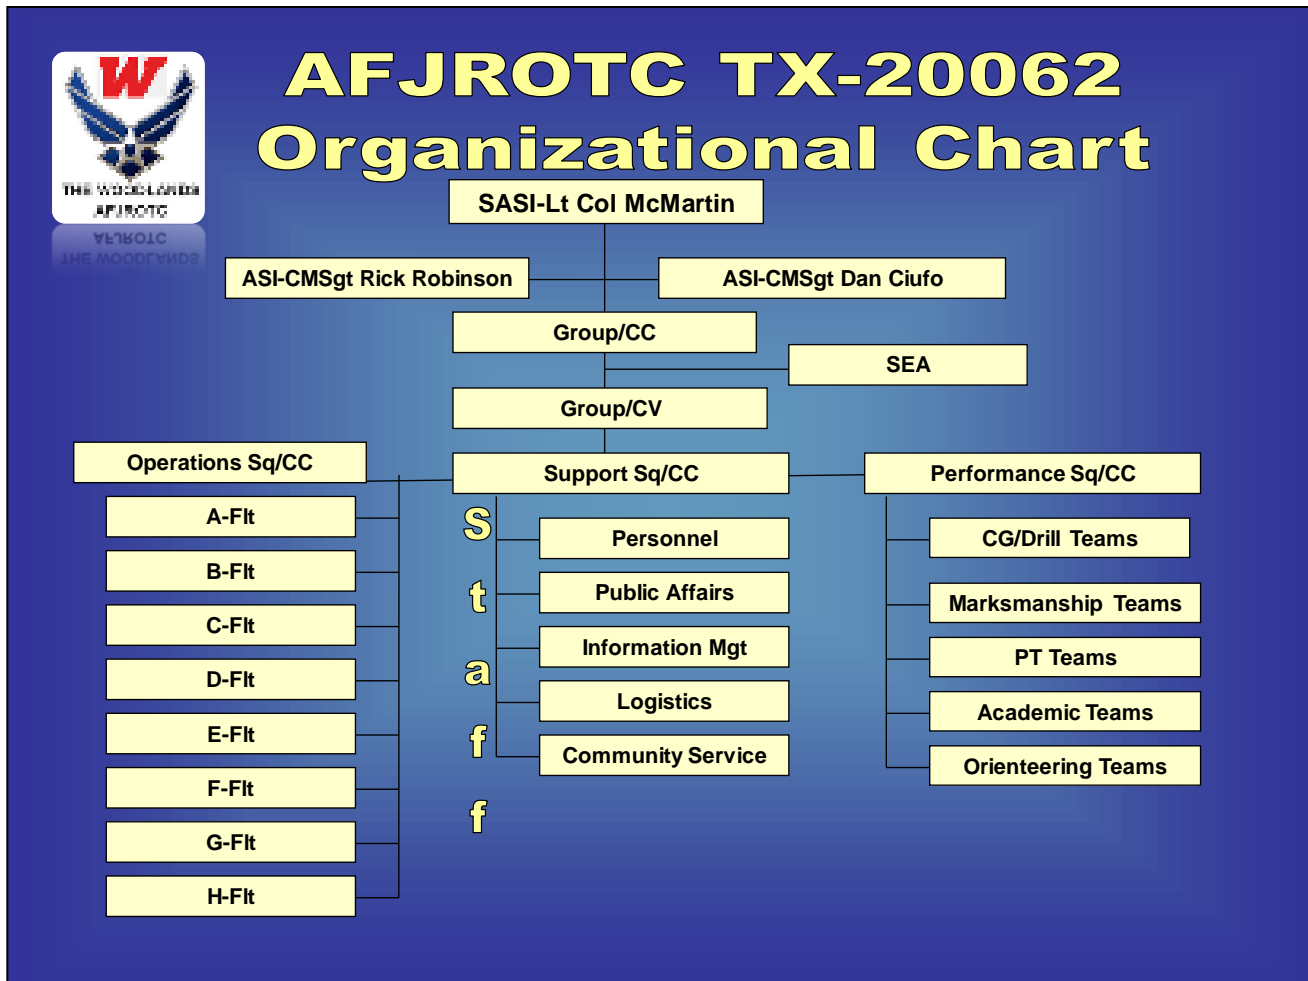 AFJROTC TX-20062
Organizational Chart
THE WOODLANDS
AFJROTC
SASI-Lt Col McMartin
ASI-CMSgt Rick Robinson
ASI-CMSgt Dan Ciufo
Group/CC
SEA
Group/CV
Operations Sq/CC
Support Sq/CC
Performance Sq/CC
A-Flt
B-Flt
C-Flt
D-Flt
E-Flt
F-Flt
G-Flt
H-Flt
Staff
Personnel
Public Affairs
Information Mgt
Logistics
Community Service
CG/Drill Teams
Marksmanship Teams
PT Teams
Academic Teams
Orienteering Teams
W